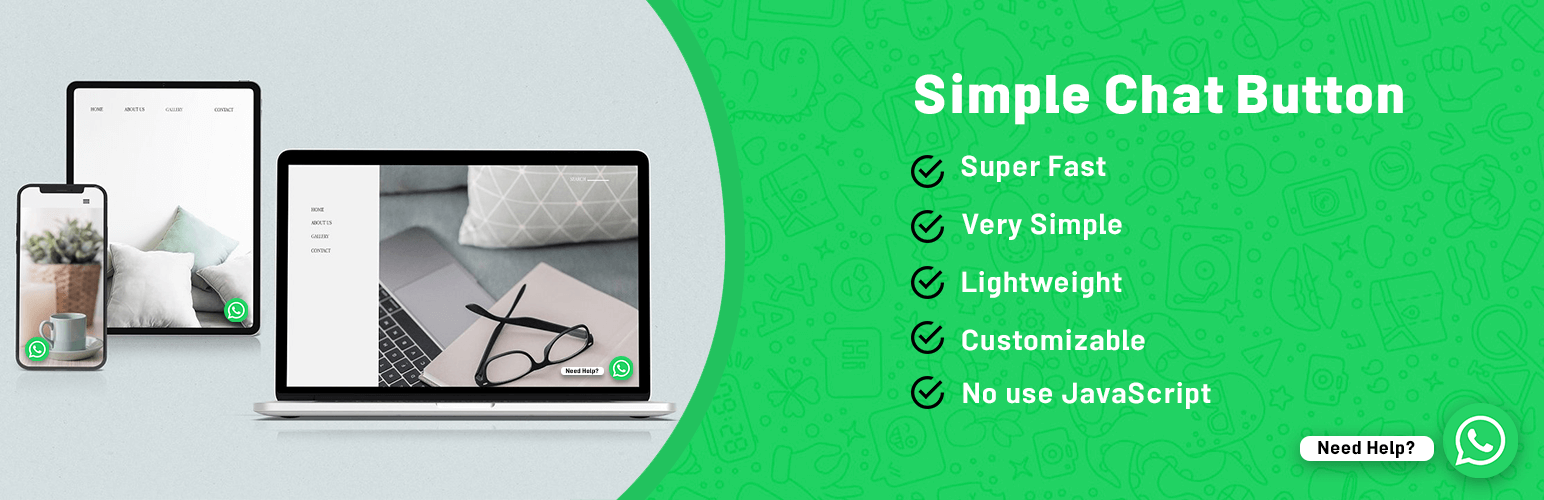 HOME ABOUT US GALLERY CONTACT
SEARCH
HOME
ABOUT US
GALLERY
CONTACT
Need Help?
Simple Chat Button
Super Fast
Very Simple
Lightweight
Customizable
No use JavaScript
Need Help?